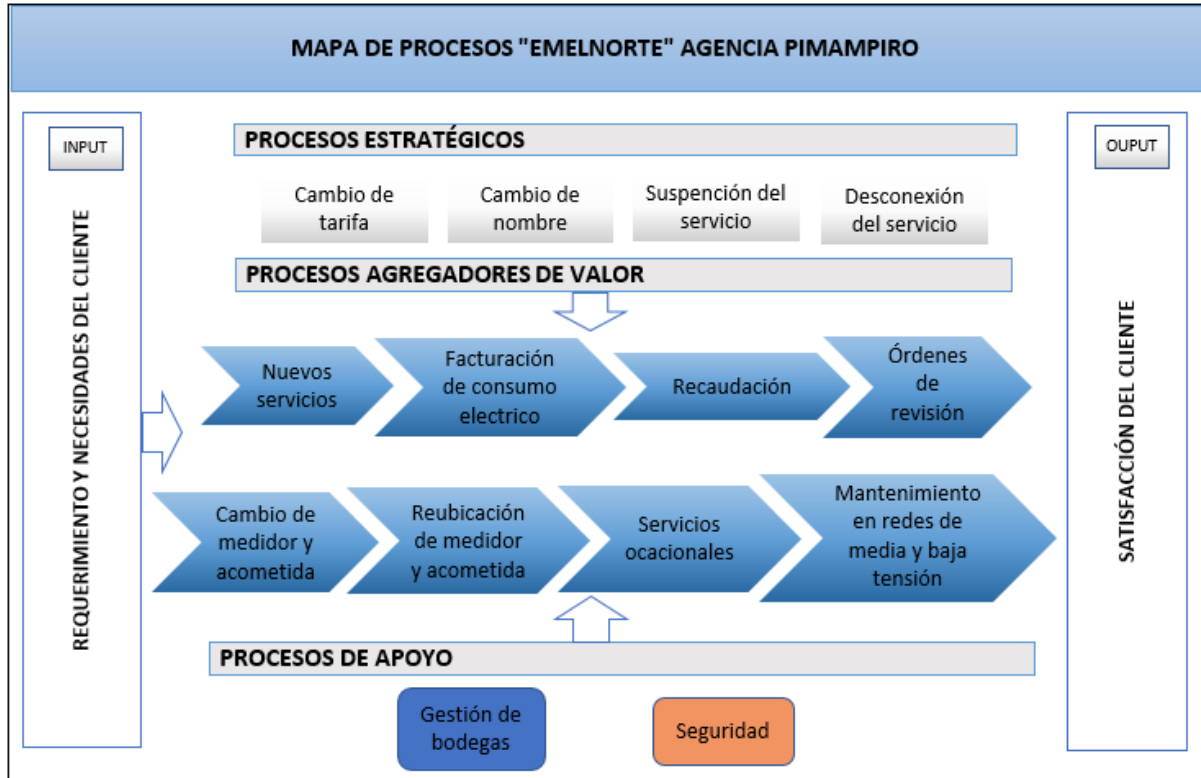 MAPA DE PROCESOS "EMELNORTE" AGENCIA PIMAMPIRO
INPUT
REQUERIMIENTO Y NECESIDADES DEL CLIENTE
PROCESOS ESTRATÉGICOS
Cambio de
tarifa
Cambio de
nombre
Suspención del
servicio
Desconexión
del servicio
PROCESOS AGREGADORES DE VALOR
Nuevos
servicios
Facturación
de consumo
electrico
Recaudación
Órdenes
de
revisión
Cambio de
medidor y
acometida
Reubicación
de medidor
y acometida
Servicios
ocacionales
Mantenimiento
en redes de
media y baja
tensión
PROCESOS DE APOYO
Gestión de
bodegas
Seguridad
OUPUT
SATISFACCIÓN DEL CLIENTE